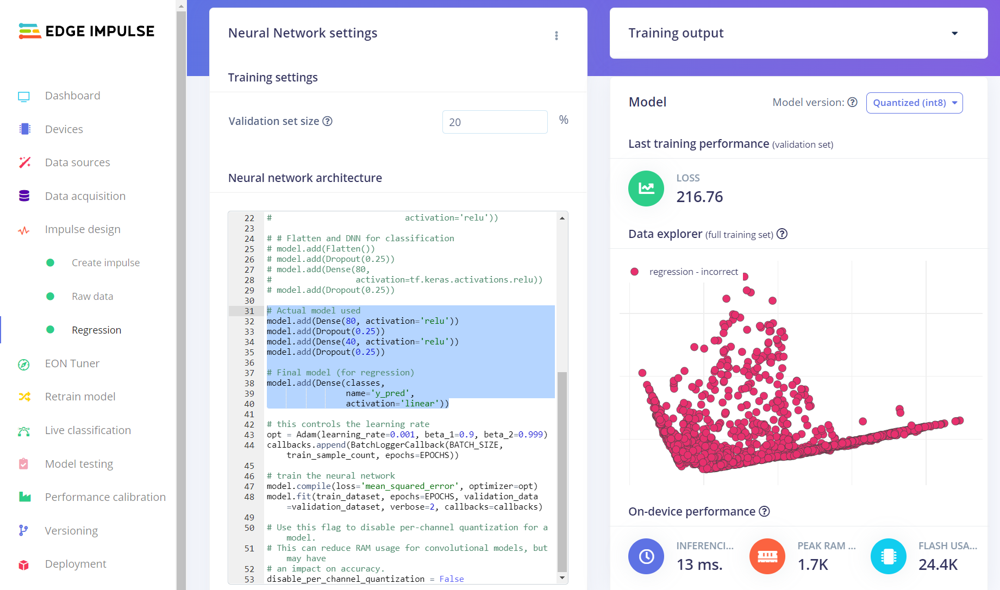 EDGE IMPULSE
Dashboard
Devices
Data sources
Data acquisition
Impulse design
Create impulse
Raw data
Regression
EON Tuner
Retrain model
Live classification
Model testing
Performance calibration
Versioning
Deployment
Neural Network settings
Training settings
Validation set size ?
20 %
Neural network architecture
22 # activation='relu'))
23
24 # # Flatten and DNN for classification
25 # model.add(Flatten())
26 # model.add(Dropout(0.25))
27 # model.add(Dense(80,
28 # activation=tf.keras.activations.relu))
29 # model.add(Dropout(0.25))
30
31 # Actual model used
32 model.add(Dense(80, activation='relu'))
33 model.add(Dropout(0.25))
34 model.add(Dense(40, activation='relu'))
35 model.add(Dropout(0.25))
36
37 # Final model (for regression)
38 model.add(Dense(classes,
39 name='y_pred',
40 activation='linear'))
41
42 # this controls the learning rate
43 opt = Adam(learning_rate=0.001, beta_1=0.9, beta_2=0.999)
44 callbacks.append(BatchLoggerCallback(BATCH_SIZE,
train_sample_count, epochs=EPOCHS))
45
46 # train the neural network
47 model.compile(loss='mean_squared_error', optimizer=opt)
48 model.fit(train_dataset, epochs=EPOCHS, validation_data
=validation_dataset, verbose=2, callbacks=callbacks)
49
50 # Use this flag to disable per-channel quantization for a
model.
51 # This can reduce RAM usage for convolutional models, but
may have
52 # an impact on accuracy.
53 disable_per_channel_quantization = False
Training output
Model
Model version: ? Quantized (int8)
Last training performance (validation set)
LOSS
216.76
Data explorer (full training set) ?
regression - incorrect
On-device performance ?
INFERENCI...
13 ms.
PEAK RAM ...
1.7K
FLASH USA...
24.4K